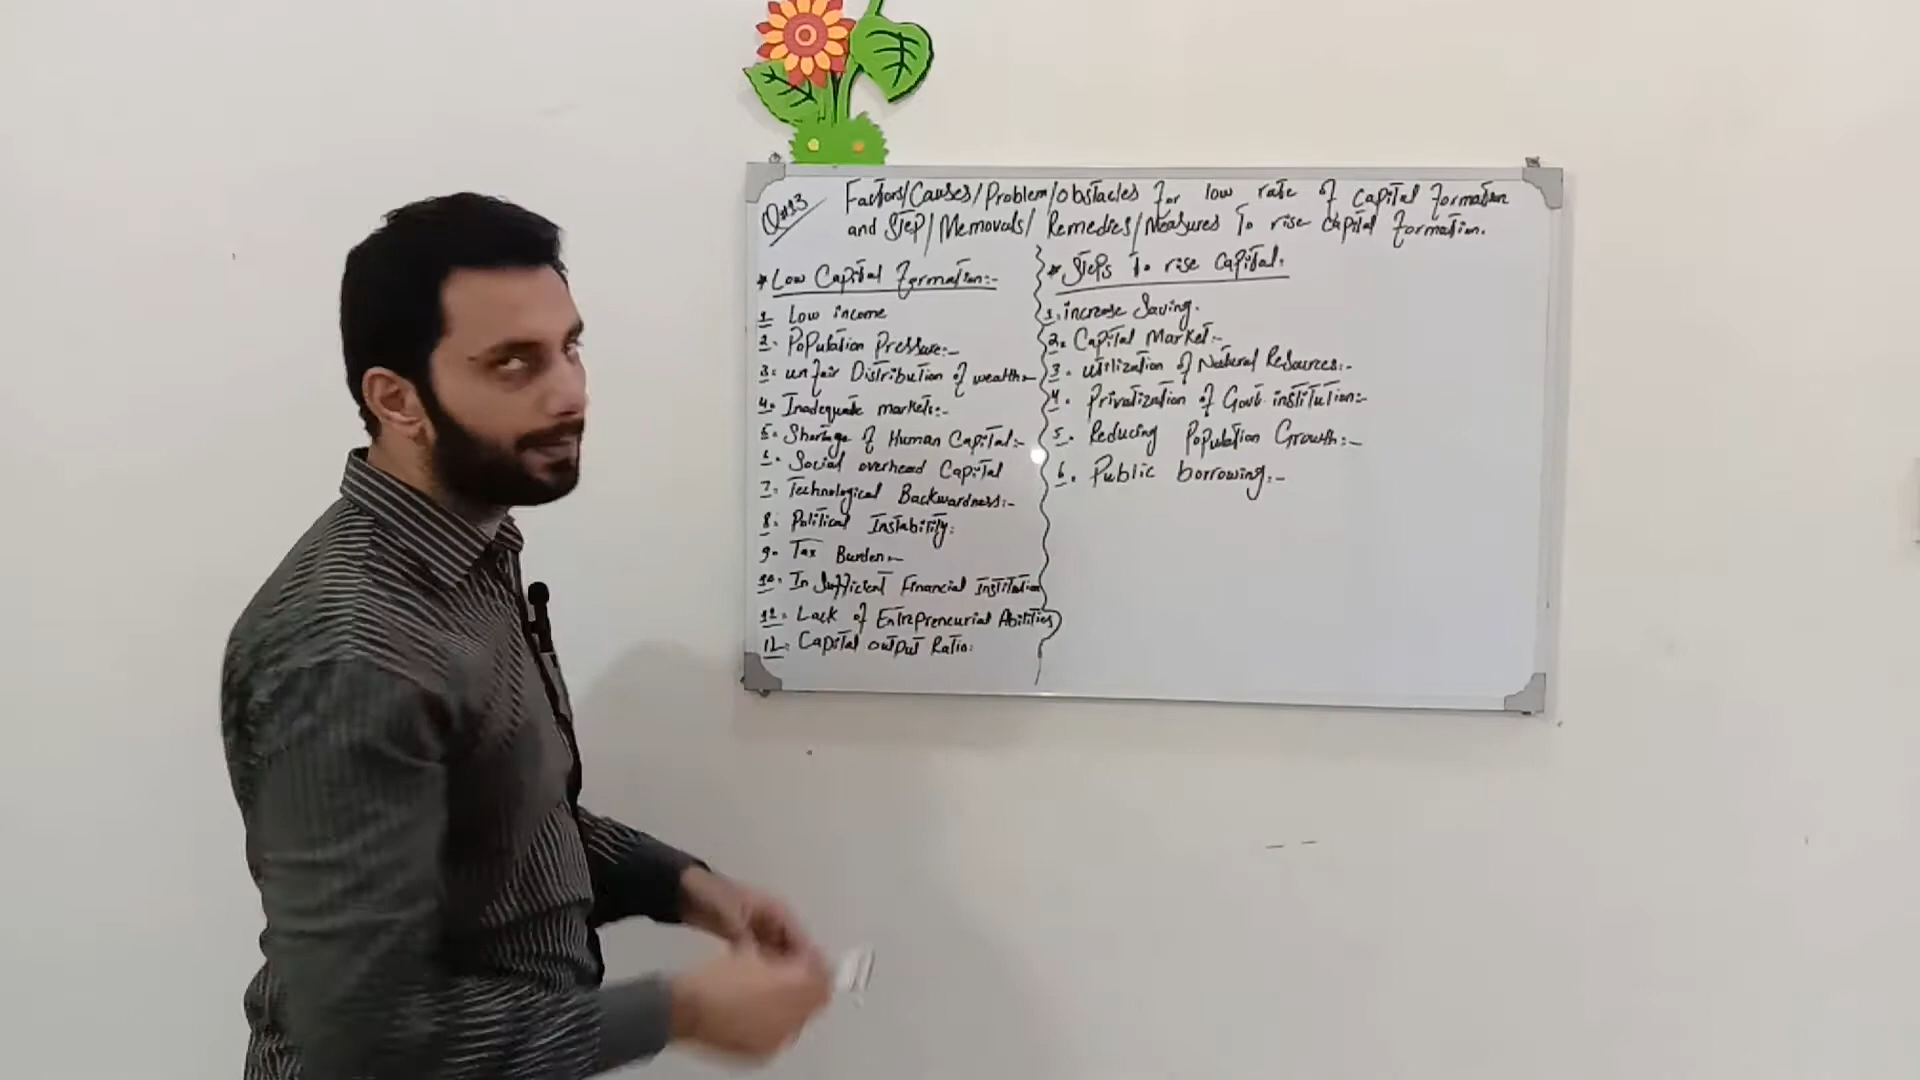 Q#13 Factors/Causes/Problem/obstacles For low rate of Capital Formation
and Step/Memovals/ Remedies/Measures To rise Capital Formation.
* Low Capital Formation:-
1 Low income
2. Population Pressure:-
3: unfair Distribution of wealth:-
4. Inadequate markets:-
5. Shortage of Human Capital:-
6. Social overhead Capital
7. Technological Backwardness:-
8. Political Instability:
9. Tax Burden:-
10. In Sufficient Financial Institution
11. Lack of Entrepreneurial Abilities
12. Capital output Ratio:
* Steps To rise Capital:
1. increase Saving.
2. Capital Market:-
3. utilization of Natural Resources:-
4. Privatization of Govt institution:-
5. Reducing Population Growth:-
6. Public borrowing:-